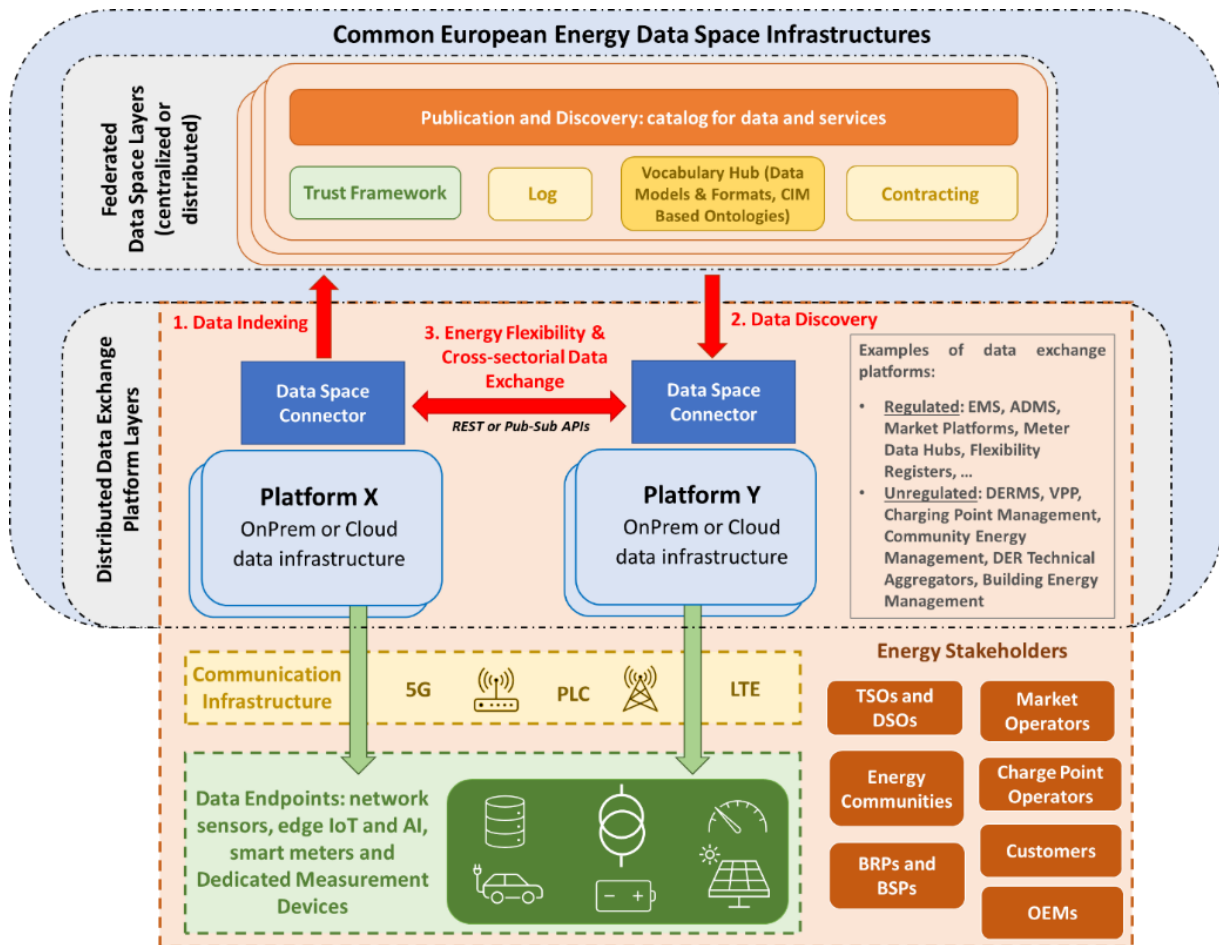 Common European Energy Data Space Infrastructures
Federated
Data Space Layers
(centralized or
distributed)
Publication and Discovery: catalog for data and services
Trust Framework
Log
Vocabulary Hub (Data
Models & Formats, CIM
Based Ontologies)
Contracting
Distributed Data Exchange
Platform Layers
1. Data Indexing
2. Data Discovery
3. Energy Flexibility &
Cross-sectorial Data
Exchange
REST or Pub-Sub APIs
Data Space
Connector
Data Space
Connector
Platform X
OnPrem or Cloud
data infrastructure
Platform Y
OnPrem or Cloud
data infrastructure
Examples of data exchange
platforms:
• Regulated: EMS, ADMS,
Market Platforms, Meter
Data Hubs, Flexibility
Registers, ...
• Unregulated: DERMS, VPP,
Charging Point Management,
Community Energy
Management, DER Technical
Aggregators, Building Energy
Management
Communication
Infrastructure
5G
PLC
LTE
Data Endpoints: network
sensors, edge IoT and AI,
smart meters and
Dedicated Measurement
Devices
Energy Stakeholders
TSOs and
DSOs
Market
Operators
Energy
Communities
Charge Point
Operators
BRPs and
BSPs
Customers
OEMs